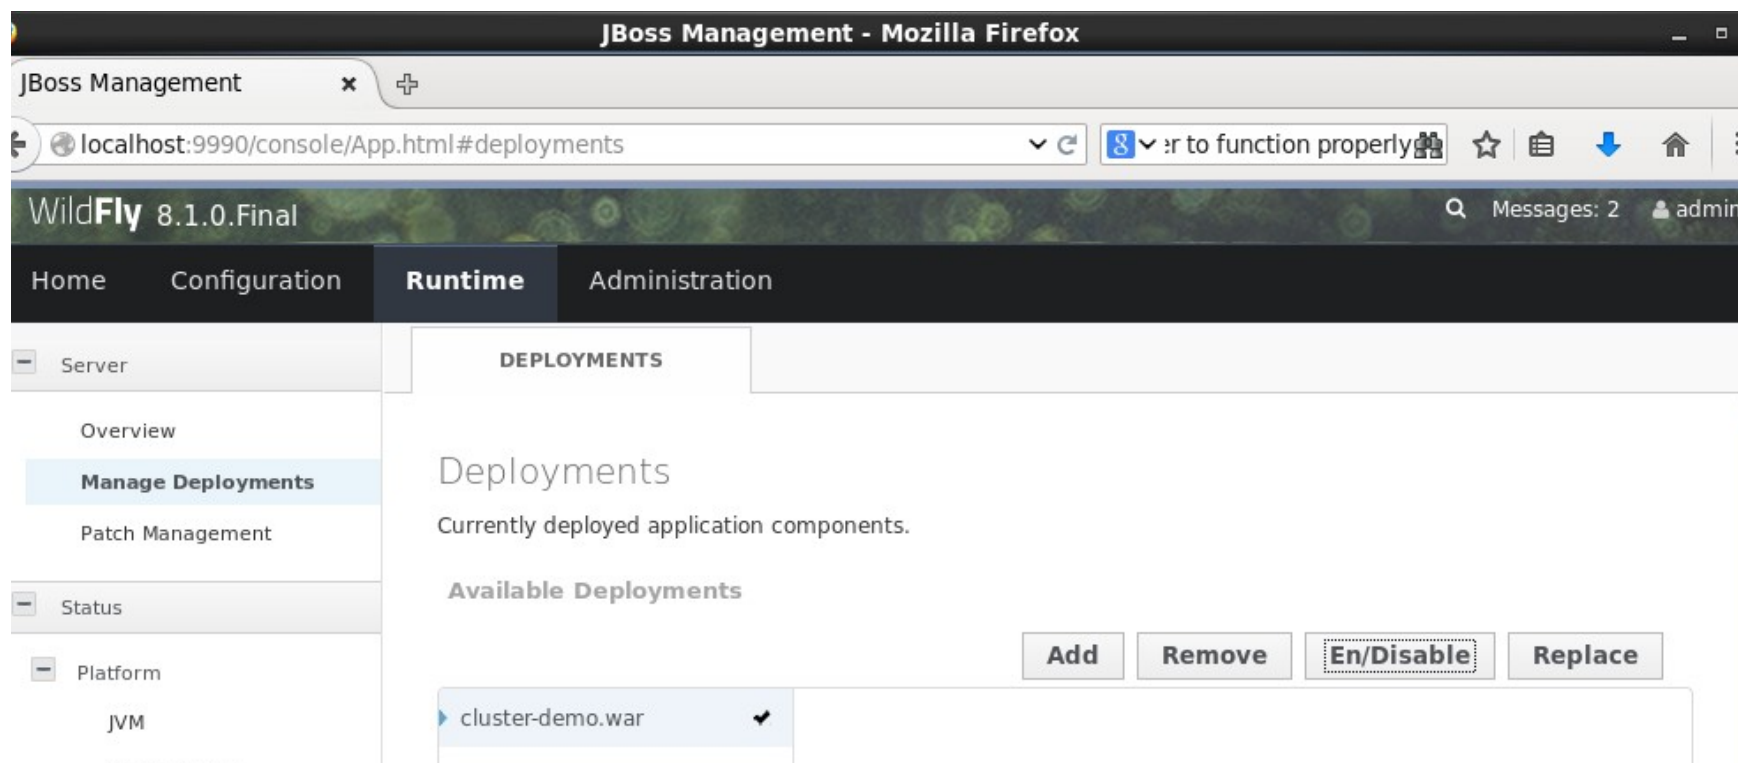 JBoss Management - Mozilla Firefox
JBoss Management
localhost:9990/console/App.html#deployments
er to function properly
WildFly 8.1.0.Final
Messages: 2
admin
Home Configuration Runtime Administration
Server
DEPLOYMENTS
Overview
Manage Deployments
Patch Management
Deployments
Currently deployed application components.
Available Deployments
Status
Add Remove En/Disable Replace
Platform
JVM
cluster-demo.war